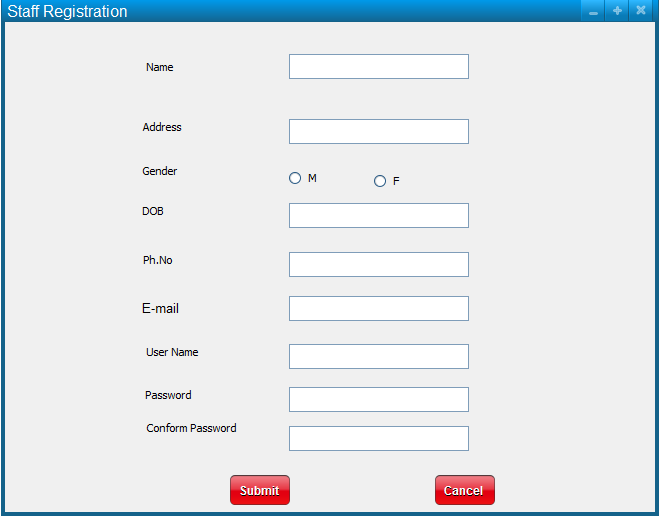 Staff Registration
Name
Address
Gender
M F
DOB
Ph.No
E-mail
User Name
Password
Conform Password
Submit Cancel